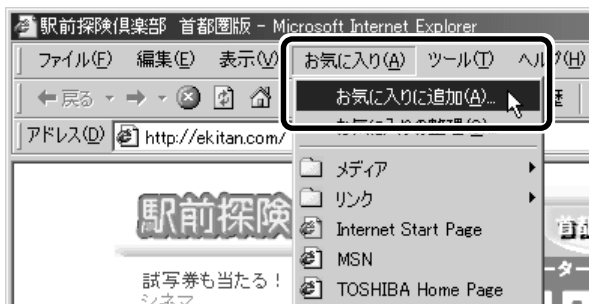 駅前探険倶楽部 首都圏版 - Microsoft Internet Explorer
ファイル(F) 編集(E) 表示(V) お気に入り(A) ツール(T) ヘルプ(H)
戻る お気に入りに追加(A)...
アドレス(D) http://ekitan.com/
メディア
リンク
駅前探険
Internet Start Page
MSN
試写券も当たる！
シネマ
TOSHIBA Home Page